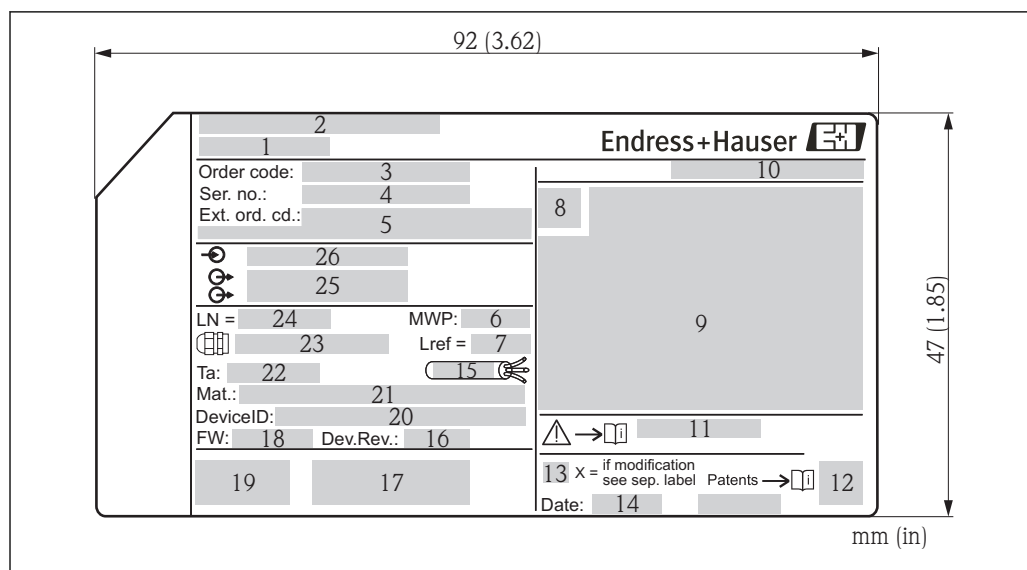 92 (3.62)
2
1
Endress+Hauser
10
Order code: 3
Ser. no.: 4
Ext. ord. cd.: 5
8
26
25
9
47 (1.85)
LN = 24 MWP: 6
23 Lref = 7
Ta: 22 15
Mat.: 21
DeviceID: 20
FW: 18 Dev.Rev.: 16
11
19 17
13 X = if modification
see sep. label Patents i 12
Date: 14
mm (in)